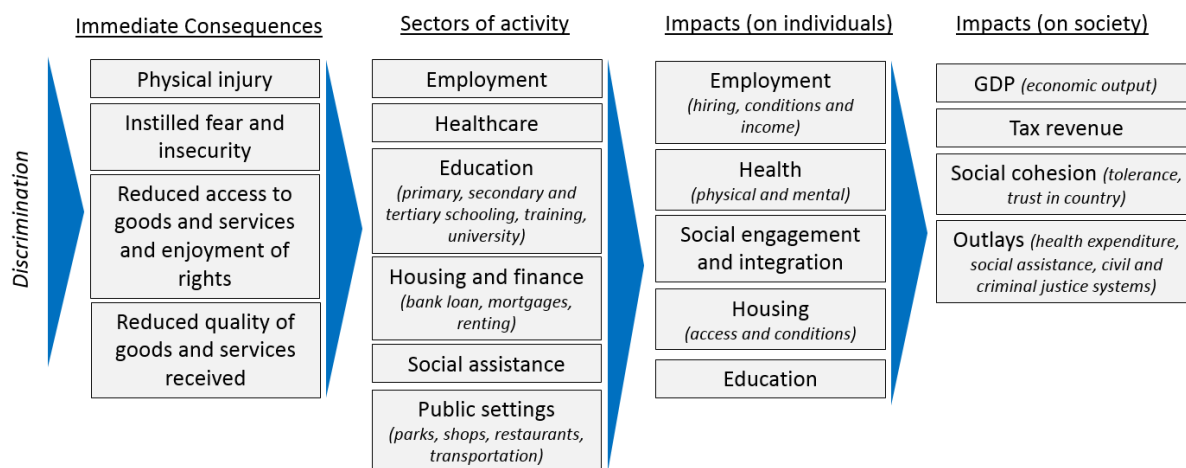 Immediate Consequences
Sectors of activity
Impacts (on individuals)
Impacts (on society)
Discrimination
Physical injury
Instilled fear and
insecurity
Reduced access to
goods and services
and enjoyment of
rights
Reduced quality of
goods and services
received
Employment
Healthcare
Education
(primary, secondary and
tertiary schooling, training,
university)
Housing and finance
(bank loan, mortgages,
renting)
Social assistance
Public settings
(parks, shops, restaurants,
transportation)
Employment
(hiring, conditions and
income)
Health
(physical and mental)
Social engagement
and integration
Housing
(access and conditions)
Education
GDP (economic output)
Tax revenue
Social cohesion (tolerance,
trust in country)
Outlays (health expenditure,
social assistance, civil and
criminal justice systems)